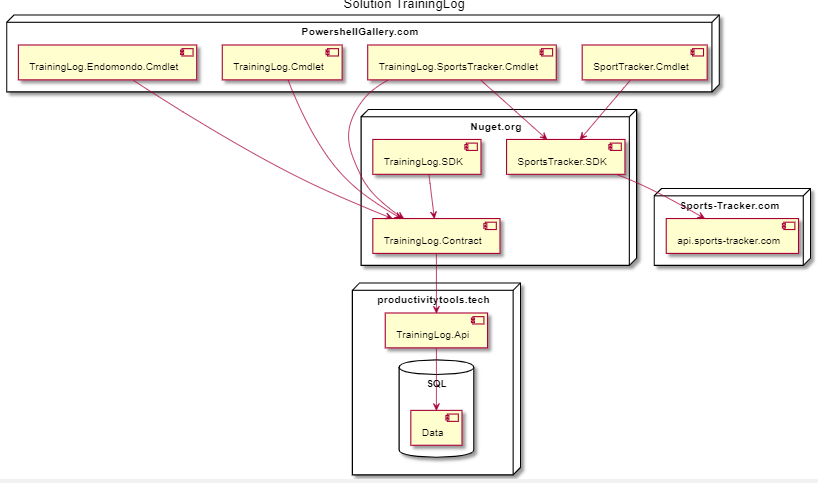 Solution TrainingLog
PowershellGallery.com
TrainingLog.Endomondo.Cmdlet
TrainingLog.Cmdlet
TrainingLog.SportsTracker.Cmdlet
SportTracker.Cmdlet
Nuget.org
TrainingLog.SDK
SportsTracker.SDK
Sports-Tracker.com
TrainingLog.Contract
api.sports-tracker.com
productivitytools.tech
TrainingLog.Api
SQL
Data